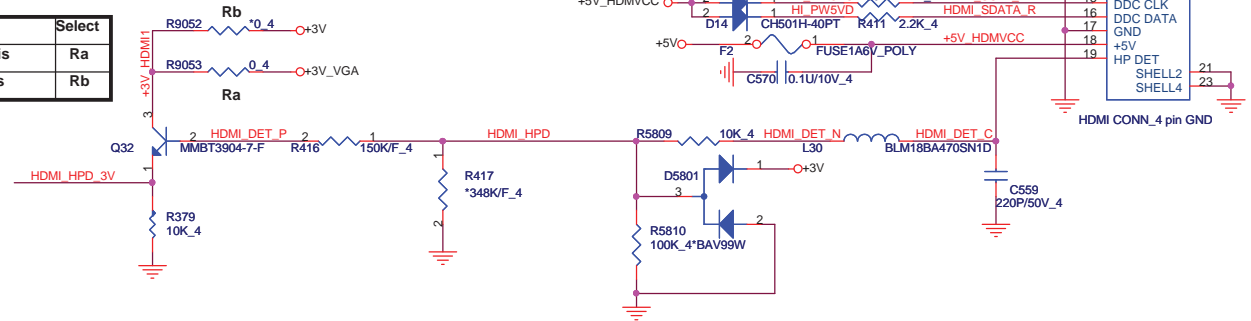 Select
is Ra
s Rb
Rb
R9052 *0_4 +3V
R9053 0_4 +3V_VGA
Ra
+3V_HDMI1
3
Q32 MMBT3904-7-F
2 HDMI_DET_P 2 1 HDMI_HPD
R416 150K/F_4
1
HDMI_HPD_3V
R379
10K_4
1
R417
*348K/F_4
2
R5809 10K_4 HDMI_DET_N HDMI_DET_C
L30 BLM18BA470SN1D
D5801 1 +3V
3
2
R5810
100K_4 *BAV99W
C559
220P/50V_4
+5V_HDMVCC 2
2 1 HI_PW5VD HDMI_SDATA_R
D14 CH501H-40PT R411 2.2K_4
+5V 2 1 +5V_HDMVCC
F2 FUSE1A6V_POLY
C570 0.1U/10V_4
DDC CLK
16 DDC DATA
17 GND
18 +5V
19 HP DET
SHELL2 21
SHELL4 23
HDMI CONN_4 pin GND